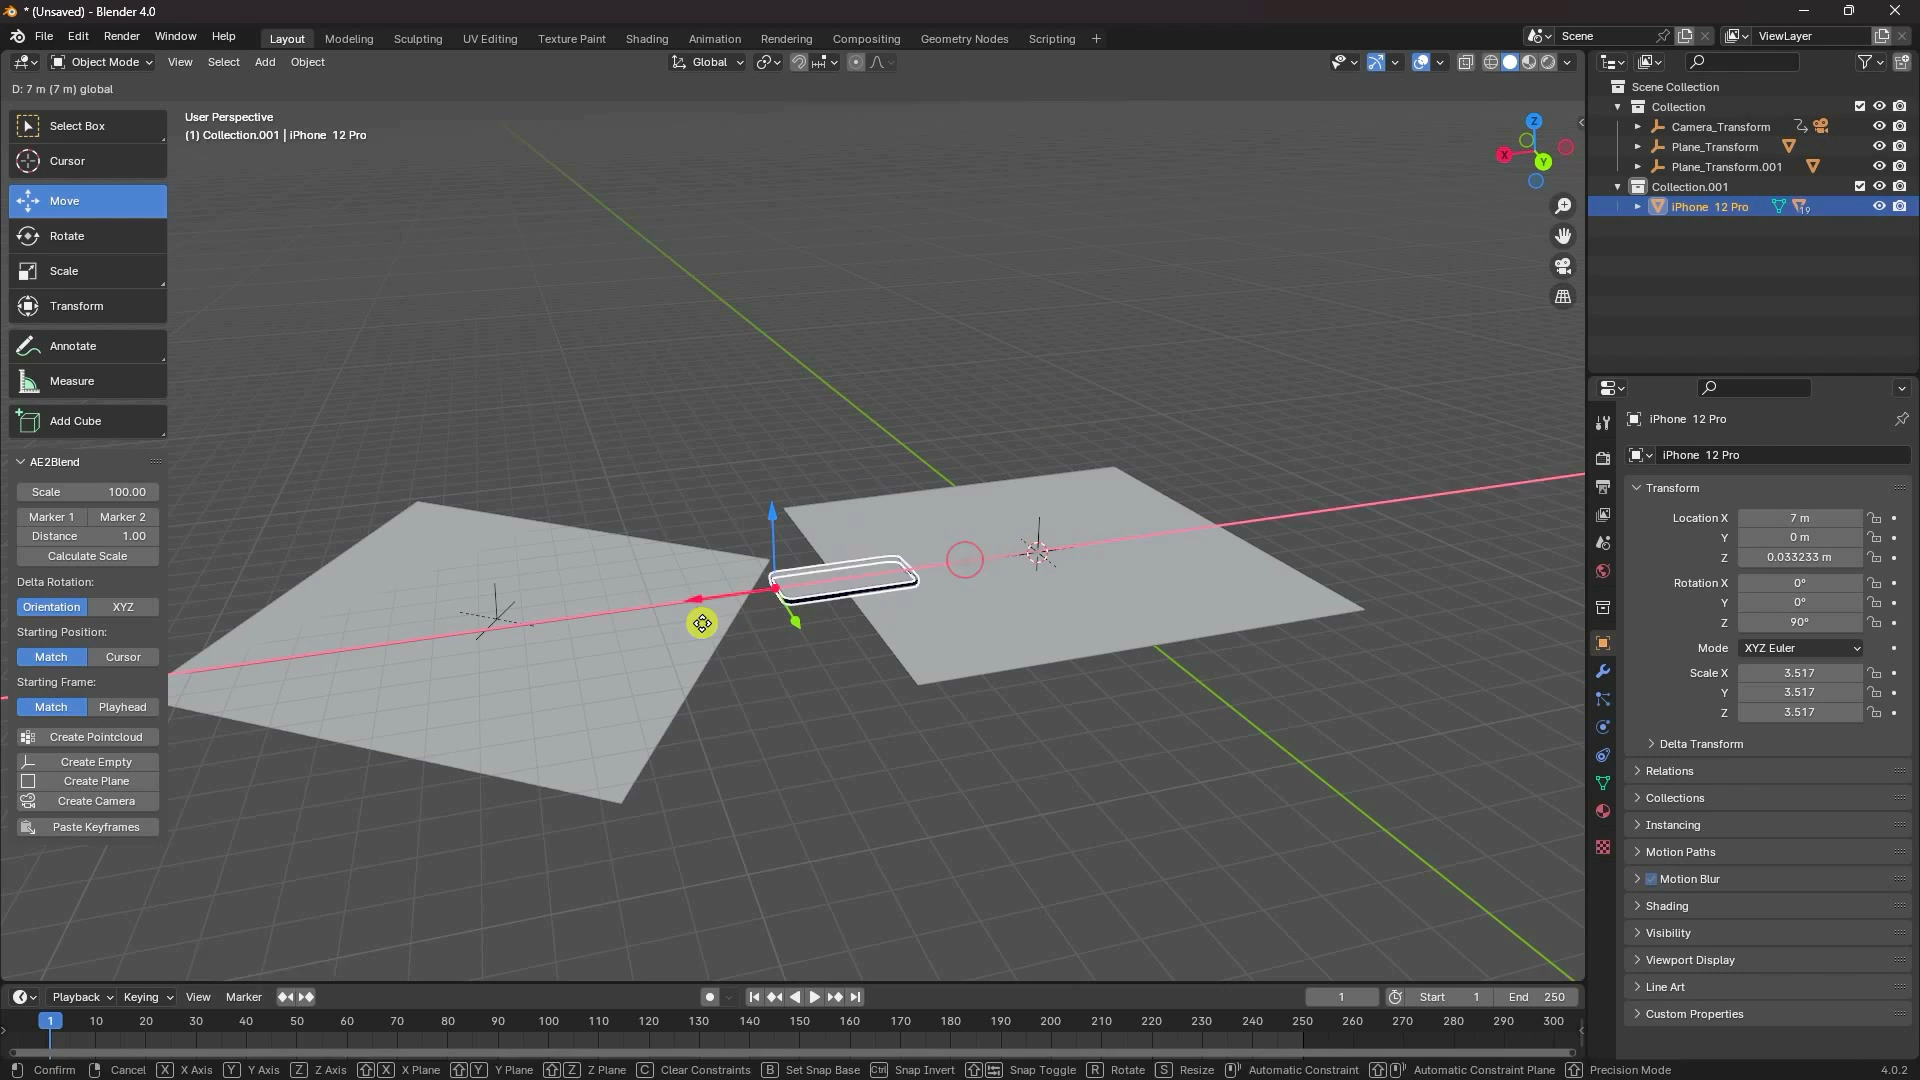 * (Unsaved) - Blender 4.0
File Edit Render Window Help
Layout Modeling Sculpting UV Editing Texture Paint Shading Animation Rendering Compositing Geometry Nodes Scripting +
Scene
ViewLayer
Object Mode View Select Add Object
Global
D: 7 m (7 m) global
User Perspective
(1) Collection.001 | iPhone 12 Pro
Select Box
Cursor
Move
Rotate
Scale
Transform
Annotate
Measure
Add Cube
AE2Blend
Scale 100.00
Marker 1 Marker 2
Distance 1.00
Calculate Scale
Delta Rotation:
Orientation XYZ
Starting Position:
Match Cursor
Starting Frame:
Match Playhead
Create Pointcloud
Create Empty
Create Plane
Create Camera
Paste Keyframes
Z
X
Y
Scene Collection
Collection
Camera_Transform
Plane_Transform
Plane_Transform.001
Collection.001
iPhone 12 Pro 19
iPhone 12 Pro
iPhone 12 Pro
Transform
Location X 7 m
Y 0 m
Z 0.033233 m
Rotation X 0°
Y 0°
Z 90°
Mode XYZ Euler
Scale X 3.517
Y 3.517
Z 3.517
Delta Transform
Relations
Collections
Instancing
Motion Paths
Motion Blur
Shading
Visibility
Viewport Display
Line Art
Custom Properties
Playback Keying View Marker
1 Start 1 End 250
1 10 20 30 40 50 60 70 80 90 100 110 120 130 140 150 160 170 180 190 200 210 220 230 240 250 260 270 280 290 300
Confirm Cancel X X Axis Y Y Axis Z Z Axis X X Plane Y Y Plane Z Z Plane C Clear Constraints B Set Snap Base Ctrl Snap Invert Snap Toggle R Rotate S Resize Automatic Constraint Automatic Constraint Plane Precision Mode 4.0.2